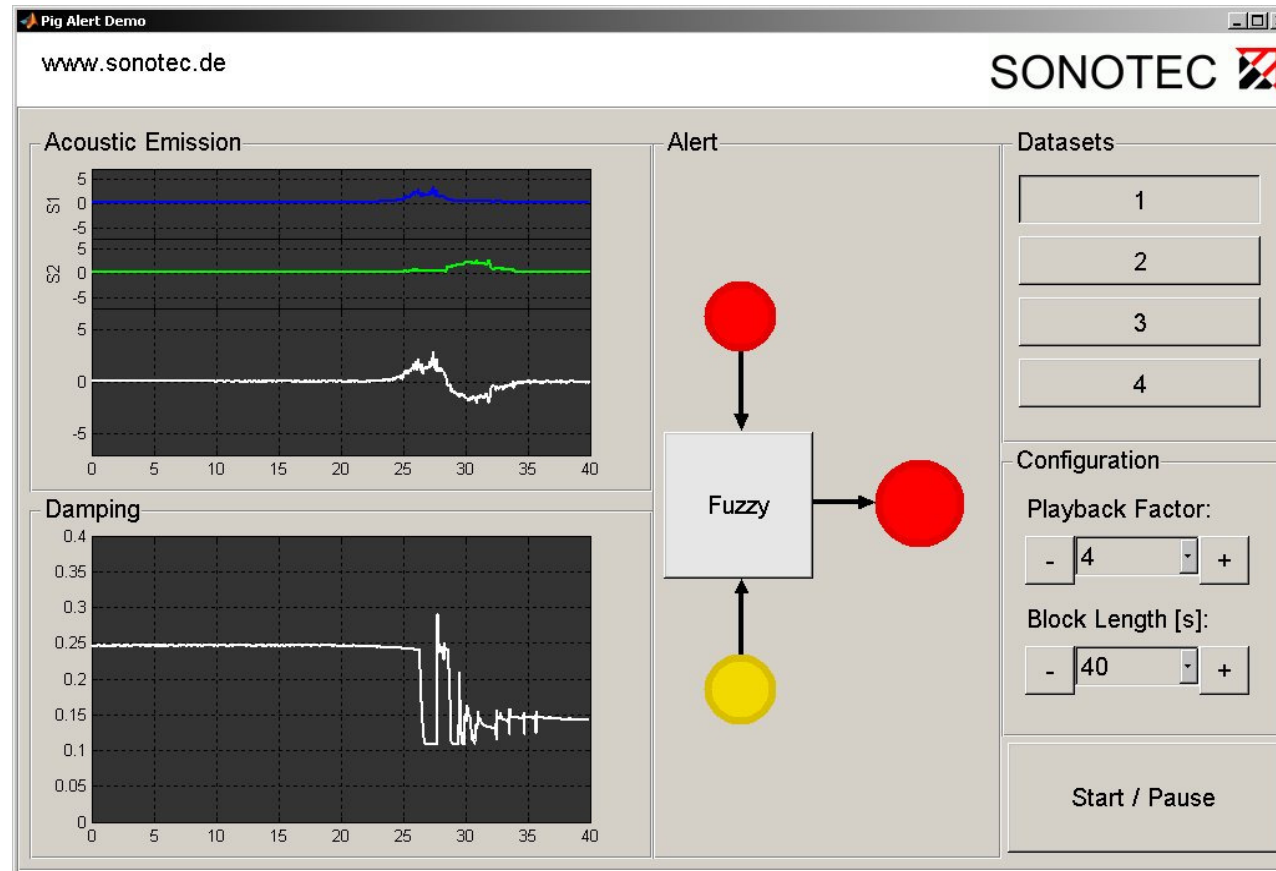 Pig Alert Demo
www.sonotec.de
SONOTEC
Acoustic Emission
5
0
-5
S1
5
0
-5
S2
5
0
-5
0 5 10 15 20 25 30 35 40
Damping
0.4
0.35
0.3
0.25
0.2
0.15
0.1
0.05
0
0 5 10 15 20 25 30 35 40
Alert
Fuzzy
Datasets
1
2
3
4
Configuration
Playback Factor:
- 4 +
Block Length [s]:
- 40 +
Start / Pause